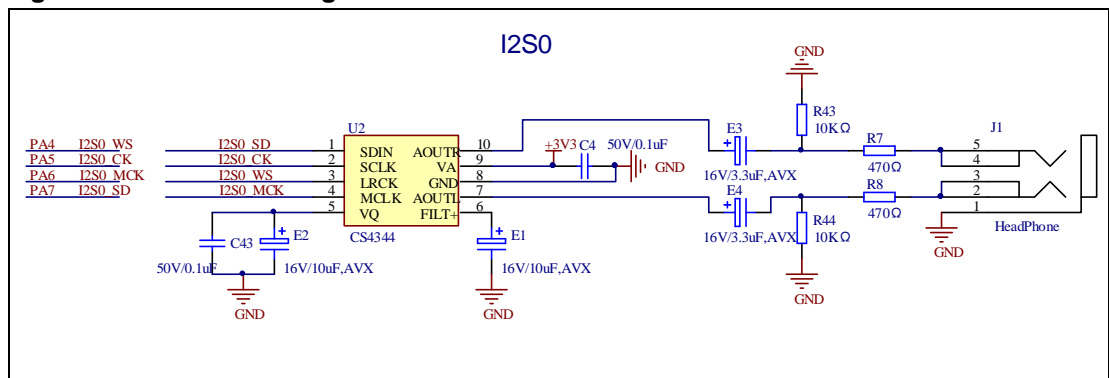 I2S0
PA4 I2S0_WS
PA5 I2S0_CK
PA6 I2S0_MCK
PA7 I2S0_SD
I2S0_SD 1
I2S0_CK 2
I2S0_WS 3
I2S0_MCK 4
5
U2
SDIN AOUTR
SCLK VA
LRCK GND
MCLK AOUTL
VQ FILT+
CS4344
10
9
8
7
6
C43
50V/0.1uF
E2
16V/10uF,AVX
GND
E1
16V/10uF,AVX
GND
+3V3 C4 50V/0.1uF
GND
E3
16V/3.3uF,AVX
E4
16V/3.3uF,AVX
GND
R43
10KΩ
R44
10KΩ
GND
R7
470Ω
R8
470Ω
J1
5
4
3
2
1
GND
HeadPhone